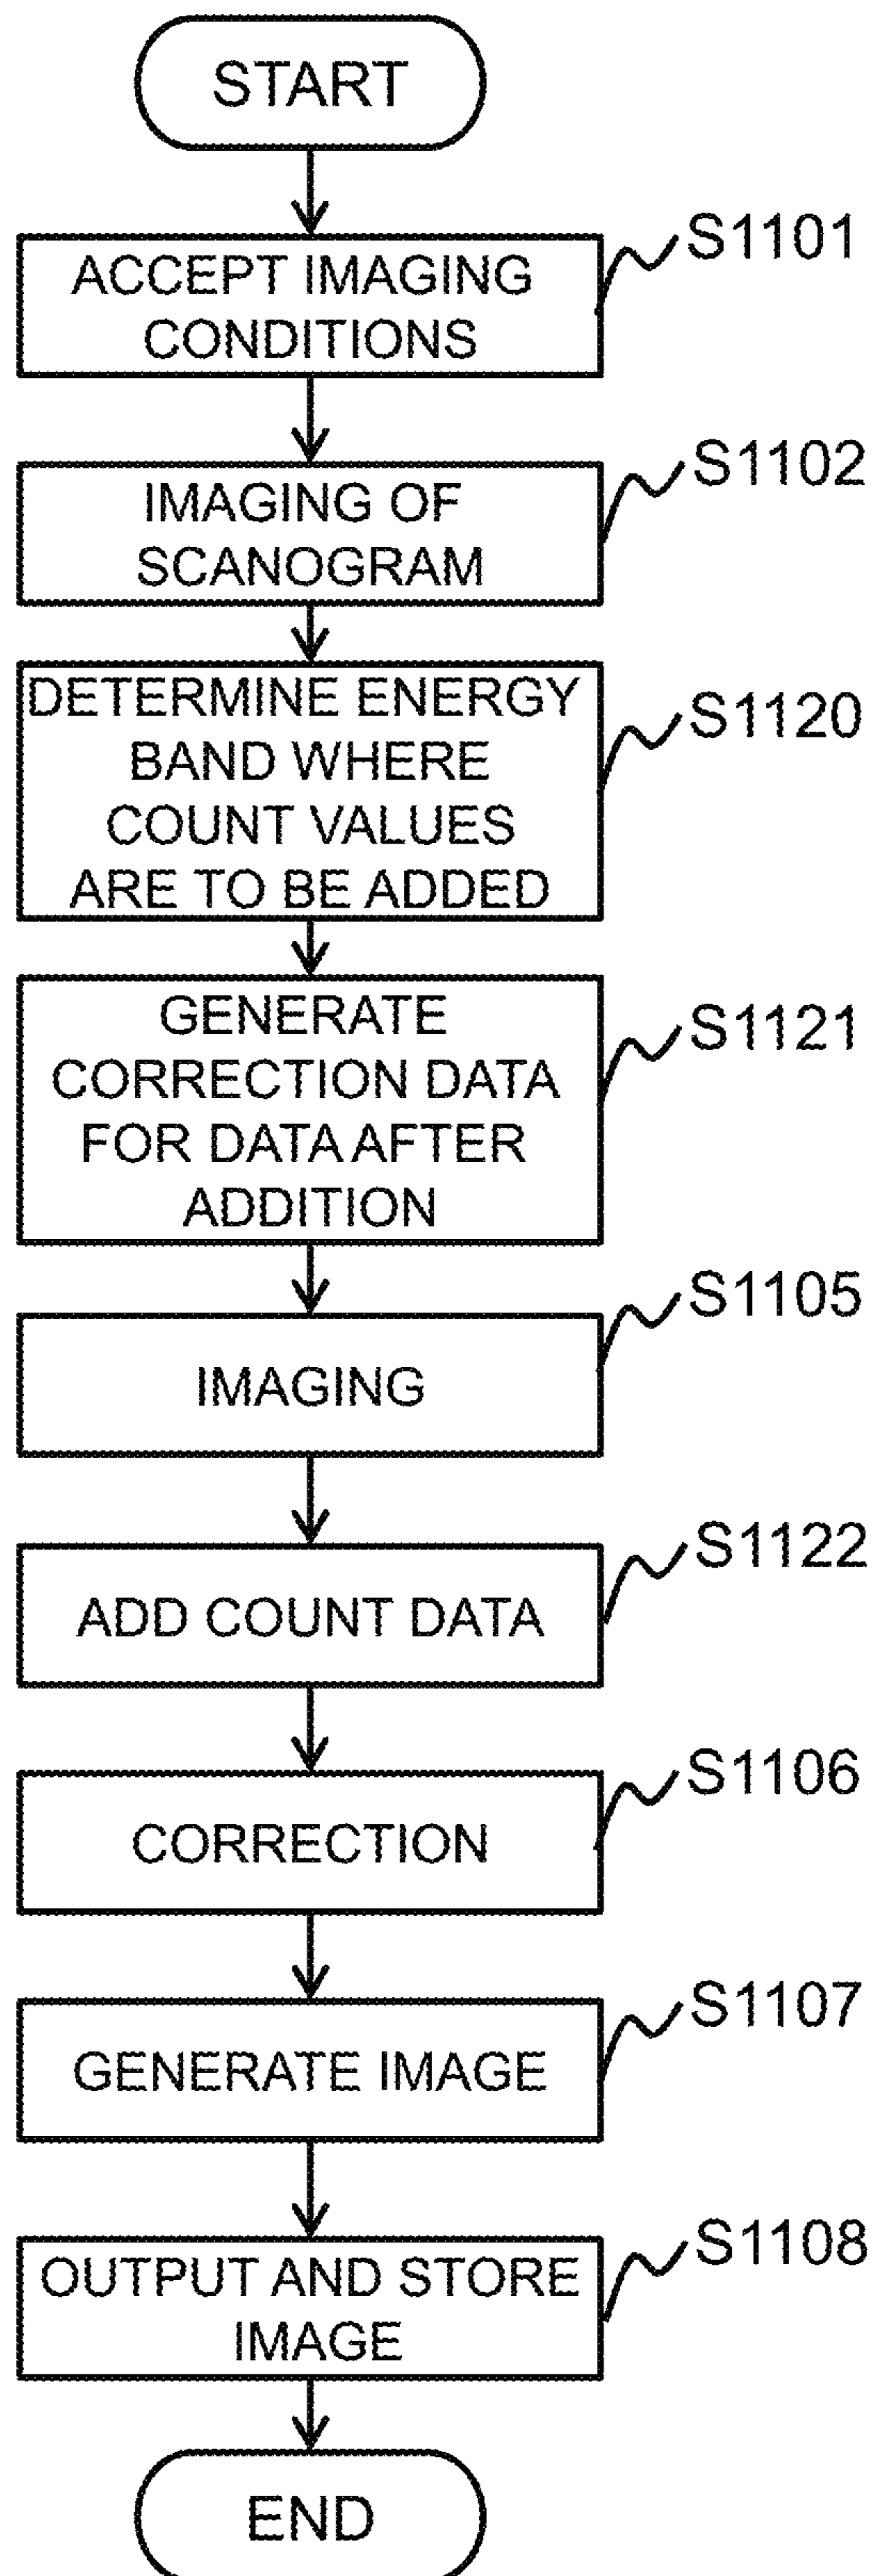 START
S1101
ACCEPT IMAGING
CONDITIONS
S1102
IMAGING OF
SCANOGRAM
S1120
DETERMINE ENERGY
BAND WHERE
COUNT VALUES
ARE TO BE ADDED
S1121
GENERATE
CORRECTION DATA
FOR DATA AFTER
ADDITION
S1105
IMAGING
S1122
ADD COUNT DATA
S1106
CORRECTION
S1107
GENERATE IMAGE
S1108
OUTPUT AND STORE
IMAGE
END